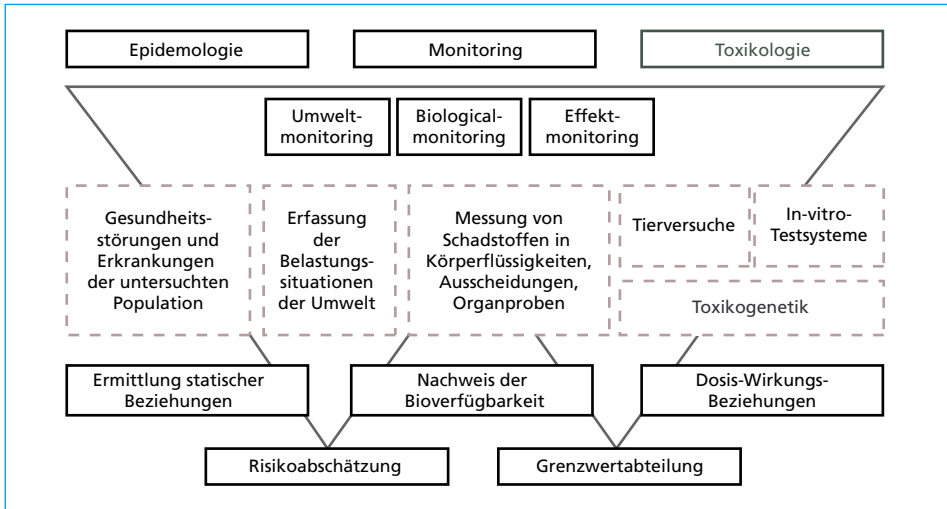 Epidemologie
Monitoring
Toxikologie
Umwelt-
monitoring
Biological-
monitoring
Effekt-
monitoring
Gesundheits-
störungen und
Erkrankungen
der untersuchten
Population
Erfassung
der
Belastungs-
situationen
der Umwelt
Messung von
Schadstoffen in
Körperflüssigkeiten,
Ausscheidungen,
Organproben
Tierversuche
In-vitro-
Testsysteme
Toxikogenetik
Ermittlung statischer
Beziehungen
Nachweis der
Bioverfügbarkeit
Dosis-Wirkungs-
Beziehungen
Risikoabschätzung
Grenzwertabteilung